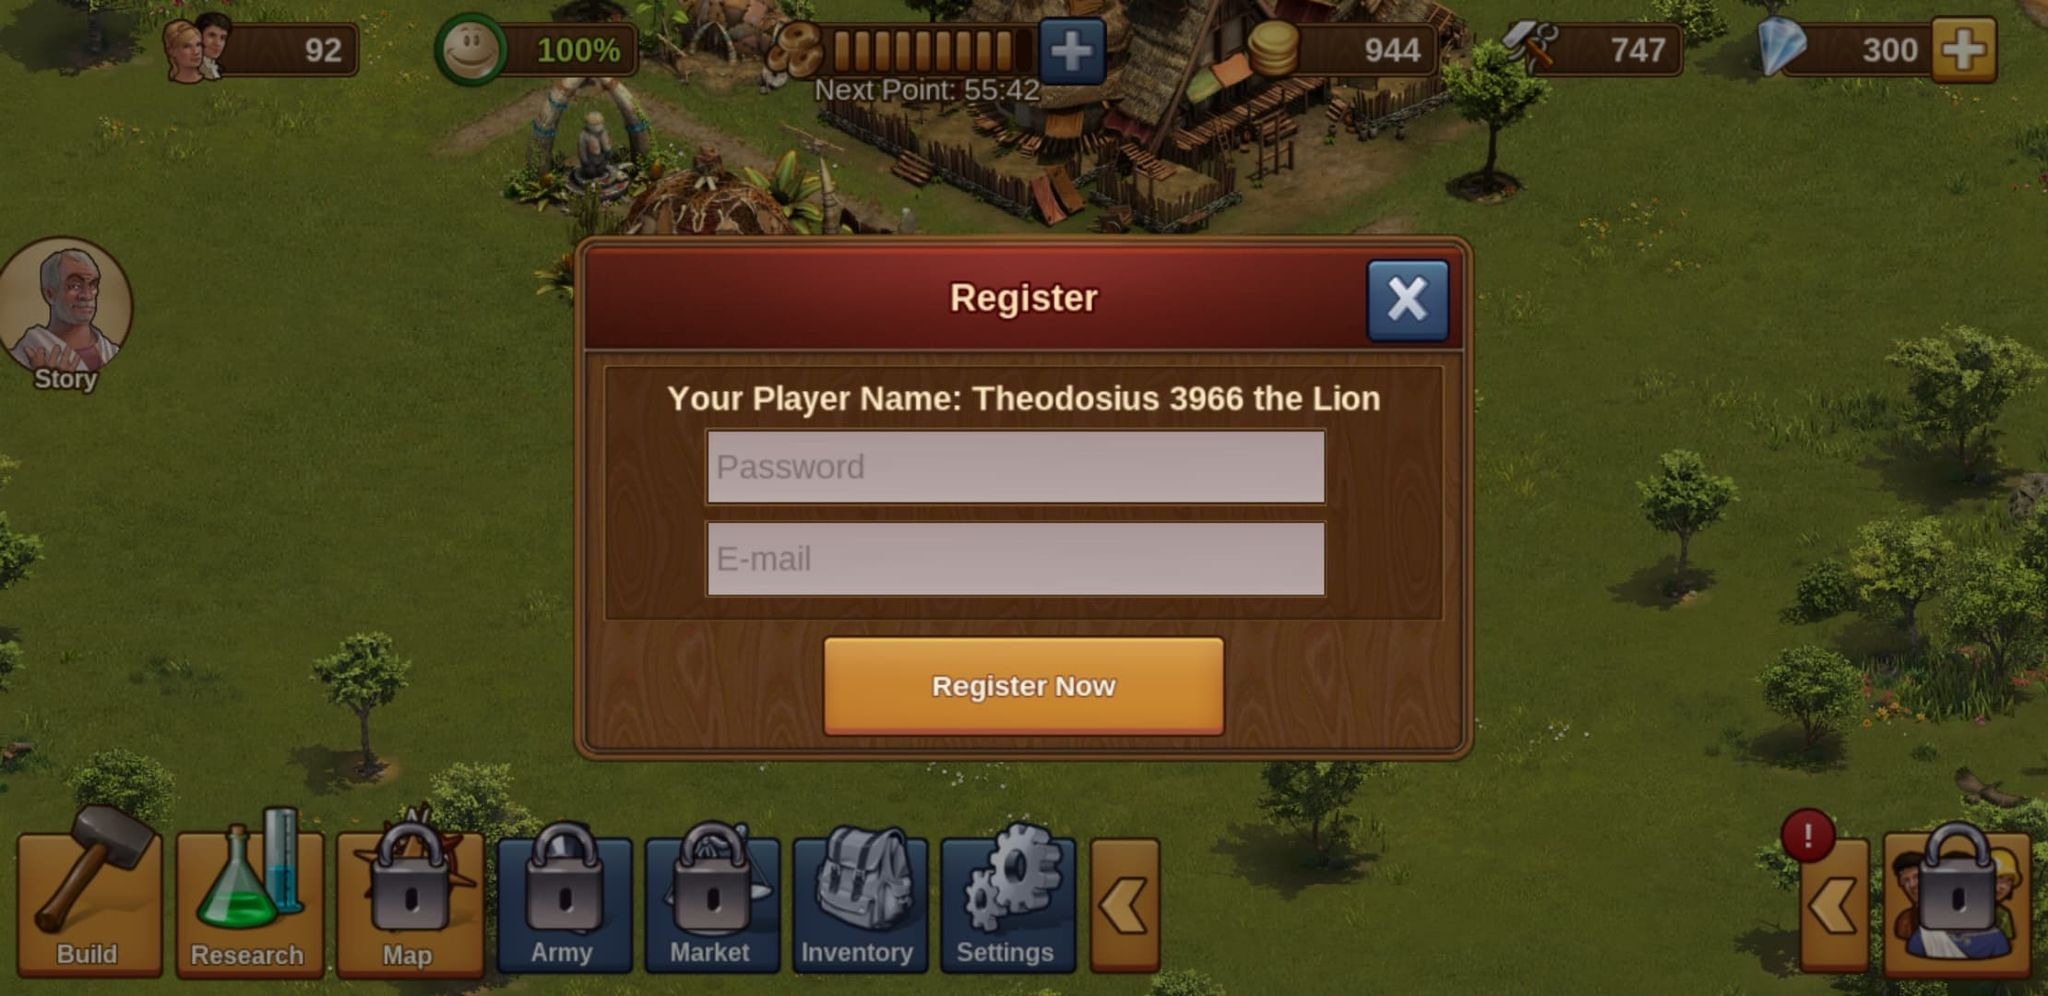 92
100%
944
747
300
Next Point: 55:42
Register
Story
Your Player Name: Theodosius 3966 the Lion
Password
E-mail
Register Now
!
Build
Research
Map
Army
Market
Inventory
Settings